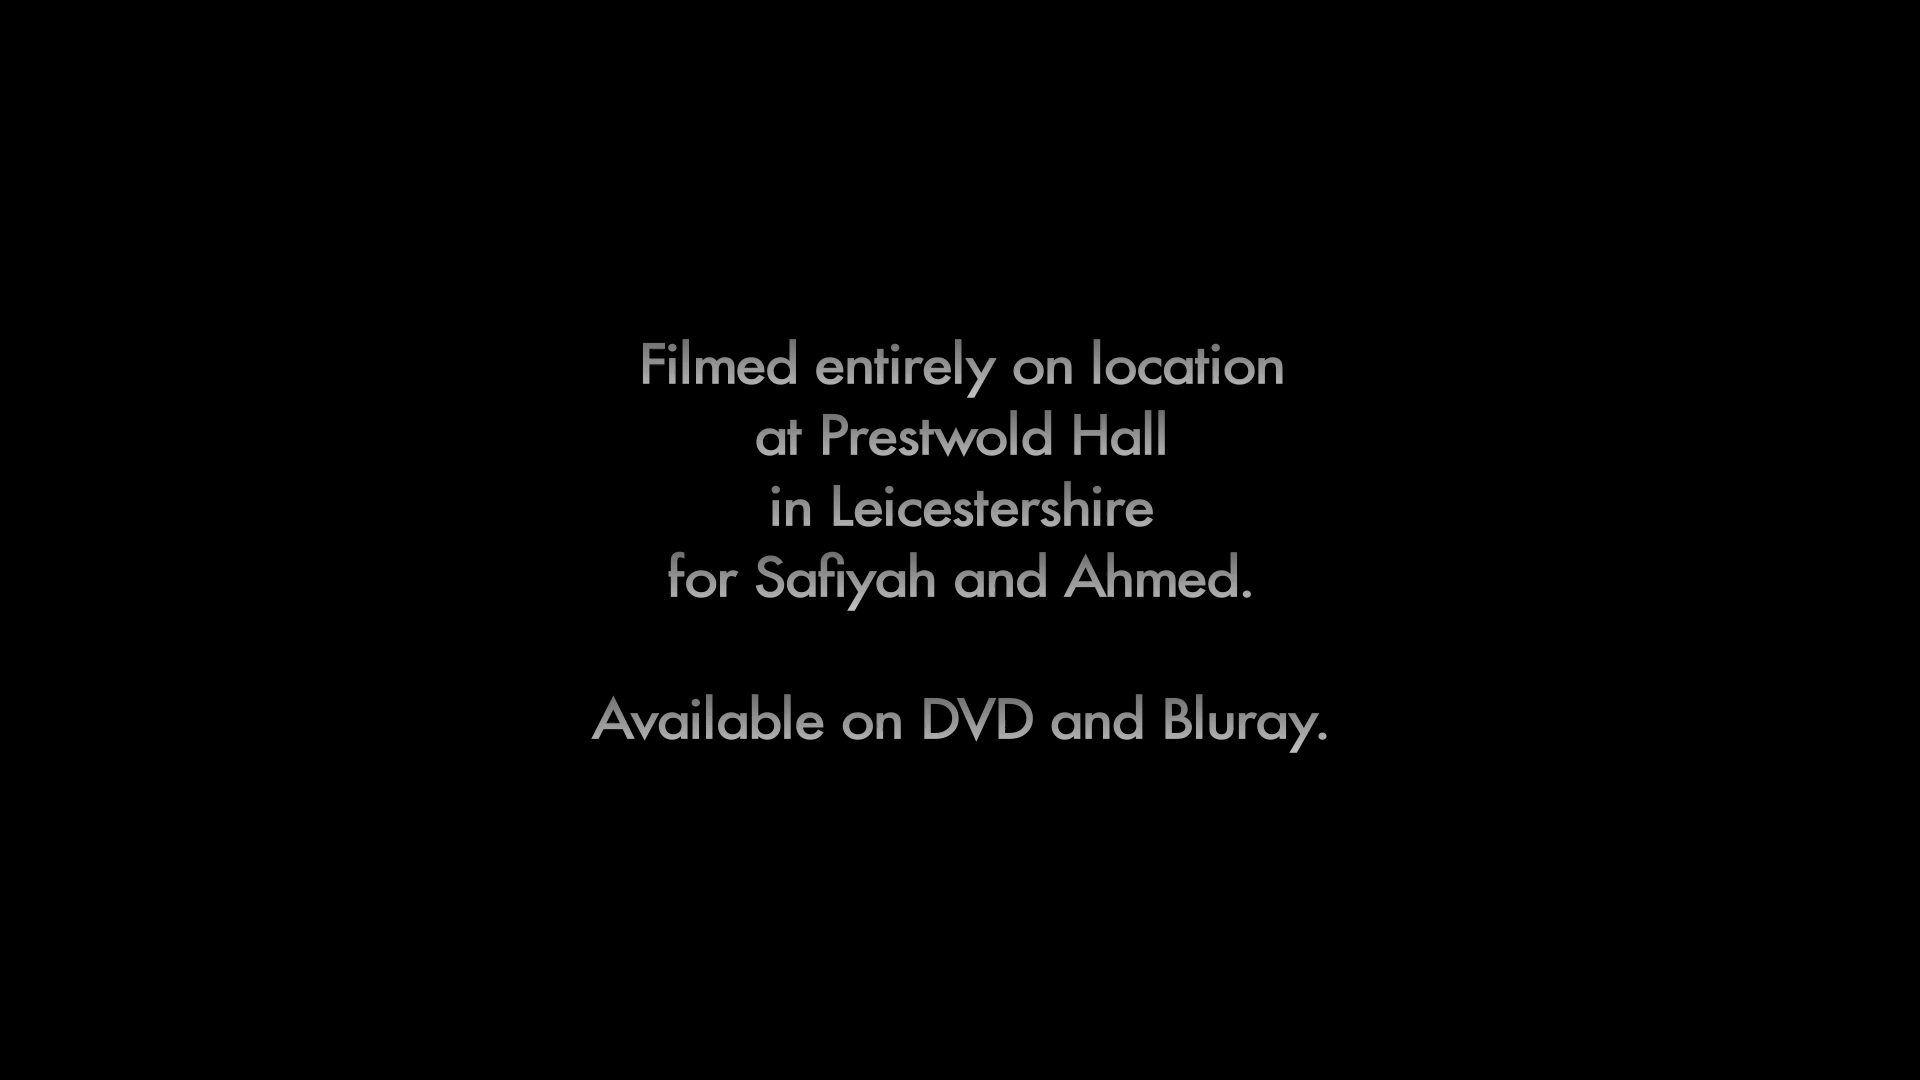 Filmed entirely on location
at Prestwold Hall
in Leicestershire
for Safiyah and Ahmed.
Available on DVD and Bluray.